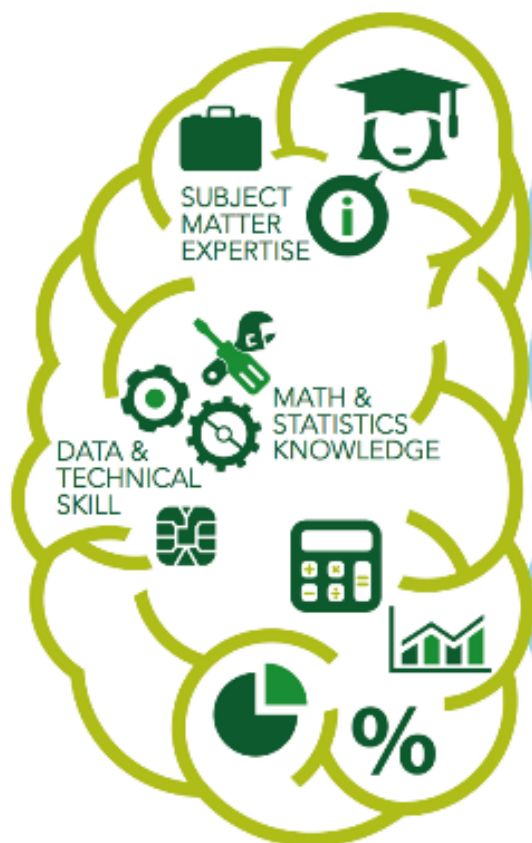 SUBJECT
MATTER
EXPERTISE
i
MATH &
STATISTICS
KNOWLEDGE
DATA &
TECHNICAL
SKILL
+ × =
− ÷
%